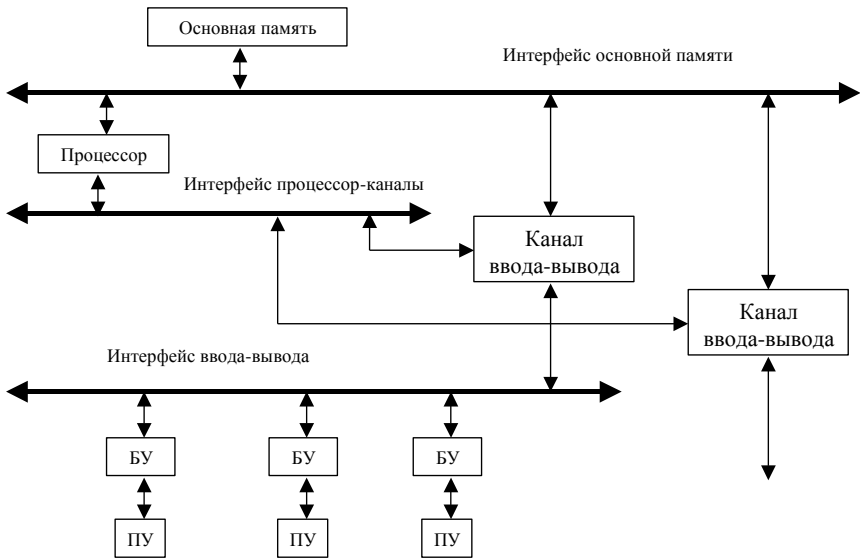 Основная память
Интерфейс основной памяти
Процессор
Интерфейс процессор-каналы
Канал
ввода-вывода
Канал
ввода-вывода
Интерфейс ввода-вывода
БУ
БУ
БУ
ПУ
ПУ
ПУ